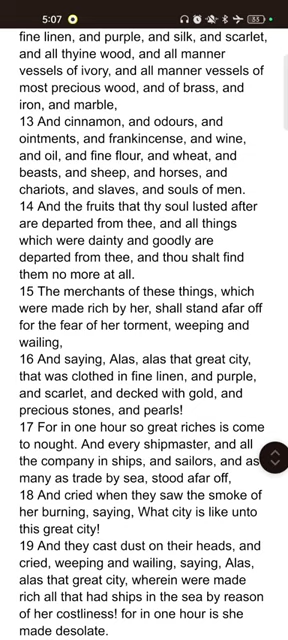 5:07
85
fine linen, and purple, and silk, and scarlet,
and all thyine wood, and all manner
vessels of ivory, and all manner vessels of
most precious wood, and of brass, and
iron, and marble,
13 And cinnamon, and odours, and
ointments, and frankincense, and wine,
and oil, and fine flour, and wheat, and
beasts, and sheep, and horses, and
chariots, and slaves, and souls of men.
14 And the fruits that thy soul lusted after
are departed from thee, and all things
which were dainty and goodly are
departed from thee, and thou shalt find
them no more at all.
15 The merchants of these things, which
were made rich by her, shall stand afar off
for the fear of her torment, weeping and
wailing,
16 And saying, Alas, alas that great city,
that was clothed in fine linen, and purple,
and scarlet, and decked with gold, and
precious stones, and pearls!
17 For in one hour so great riches is come
to nought. And every shipmaster, and all
the company in ships, and sailors, and as
many as trade by sea, stood afar off,
18 And cried when they saw the smoke of
her burning, saying, What city is like unto
this great city!
19 And they cast dust on their heads, and
cried, weeping and wailing, saying, Alas,
alas that great city, wherein were made
rich all that had ships in the sea by reason
of her costliness! for in one hour is she
made desolate.